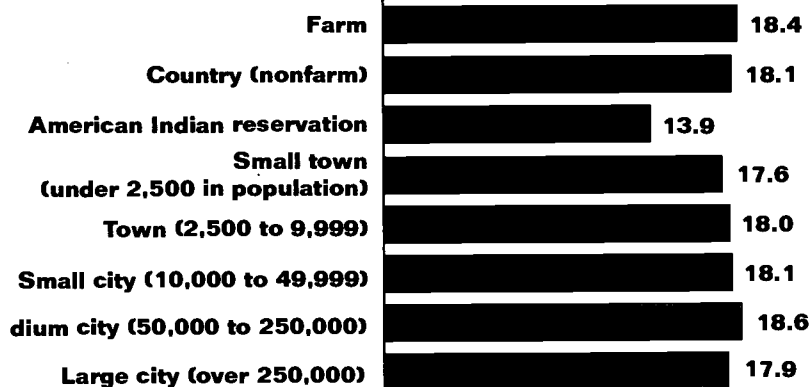 Farm 18.4
Country (nonfarm) 18.1
American Indian reservation 13.9
Small town
(under 2,500 in population) 17.6
Town (2,500 to 9,999) 18.0
Small city (10,000 to 49,999) 18.1
dium city (50,000 to 250,000) 18.6
Large city (over 250,000) 17.9